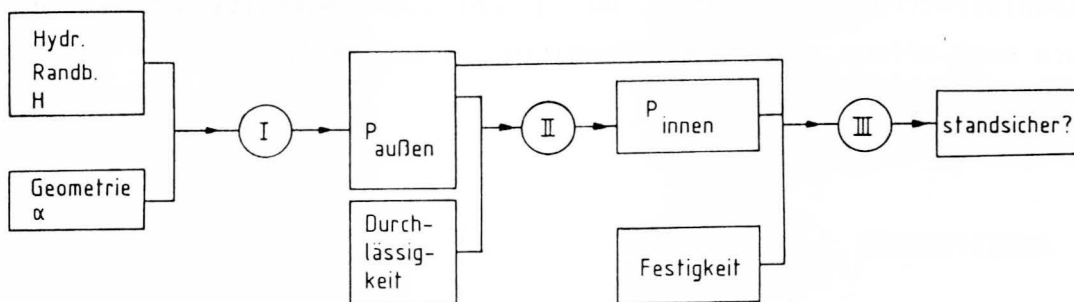 Hydr.
Randb.
H
Geometrie
α
I
P außen
Durch-
lässig-
keit
II
P innen
Festigkeit
III
standsicher?